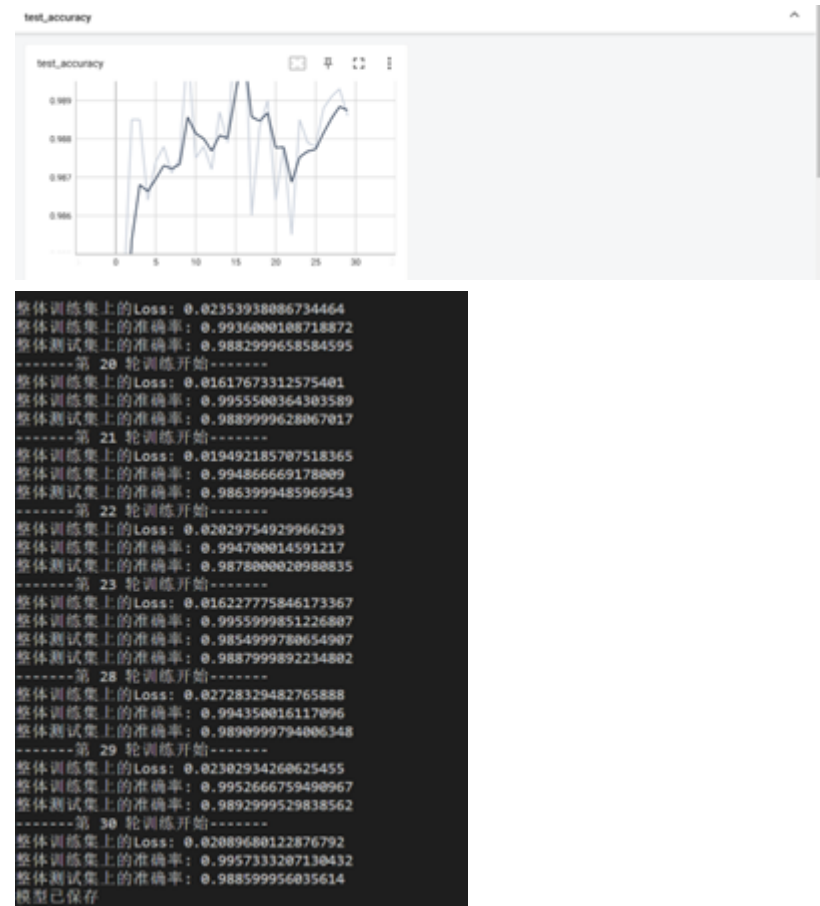 test_accuracy
test_accuracy
0.989
0.988
0.987
0.986
0 5 10 15 20 25 30
整体训练集上的Loss: 0.02353938086734464
整体训练集上的准确率: 0.9936000108718872
整体测试集上的准确率: 0.9882999658584595
-------第 20 轮训练开始-------
整体训练集上的Loss: 0.01617673312575401
整体训练集上的准确率: 0.9955500364303589
整体测试集上的准确率: 0.9889999628067017
-------第 21 轮训练开始-------
整体训练集上的Loss: 0.019492185707518365
整体训练集上的准确率: 0.994866669178009
整体测试集上的准确率: 0.9863999485969543
-------第 22 轮训练开始-------
整体训练集上的Loss: 0.02029754929966293
整体训练集上的准确率: 0.994700014591217
整体测试集上的准确率: 0.9878000020980835
-------第 23 轮训练开始-------
整体训练集上的Loss: 0.016227775846173367
整体训练集上的准确率: 0.9955999851226807
整体测试集上的准确率: 0.9854999780654907
整体测试集上的准确率: 0.9887999892234802
-------第 28 轮训练开始-------
整体训练集上的Loss: 0.02728329482765888
整体训练集上的准确率: 0.994350016117096
整体测试集上的准确率: 0.9890999794006348
-------第 29 轮训练开始-------
整体训练集上的Loss: 0.02302934260625455
整体训练集上的准确率: 0.9952666759490967
整体测试集上的准确率: 0.9892999529838562
-------第 30 轮训练开始-------
整体训练集上的Loss: 0.02089680122876792
整体训练集上的准确率: 0.9957333207130432
整体测试集上的准确率: 0.988599956035614
模型已保存